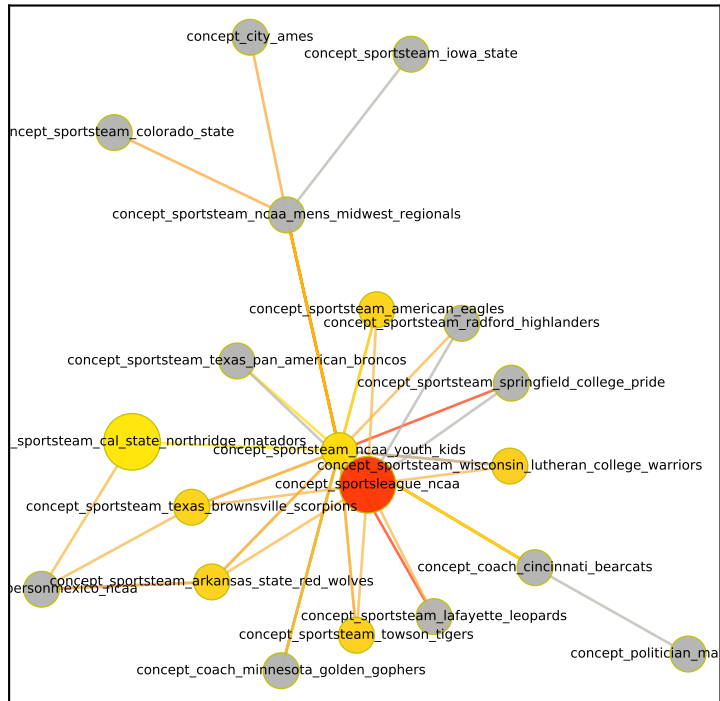 concept_city_ames
concept_sportsteam_iowa_state
ncept_sportsteam_colorado_state
concept_sportsteam_ncaa_mens_midwest_regionals
concept_sportsteam_american_eagles
concept_sportsteam_radford_highlanders
concept_sportsteam_texas_pan_american_broncos
concept_sportsteam_springfield_college_pride
_sportsteam_cal_state_northridge_matadors
concept_sportsteam_ncaa_youth_kids
concept_sportsteam_wisconsin_lutheran_college_warriors
concept_sportsleague_ncaa
concept_sportsteam_texas_brownsville_scorpions
concept_coach_cincinnati_bearcats
concept_sportsteam_arkansas_state_red_wolves
personmexico_ncaa
concept_sportsteam_lafayette_leopards
concept_sportsteam_towson_tigers
concept_politician_ma
concept_coach_minnesota_golden_gophers